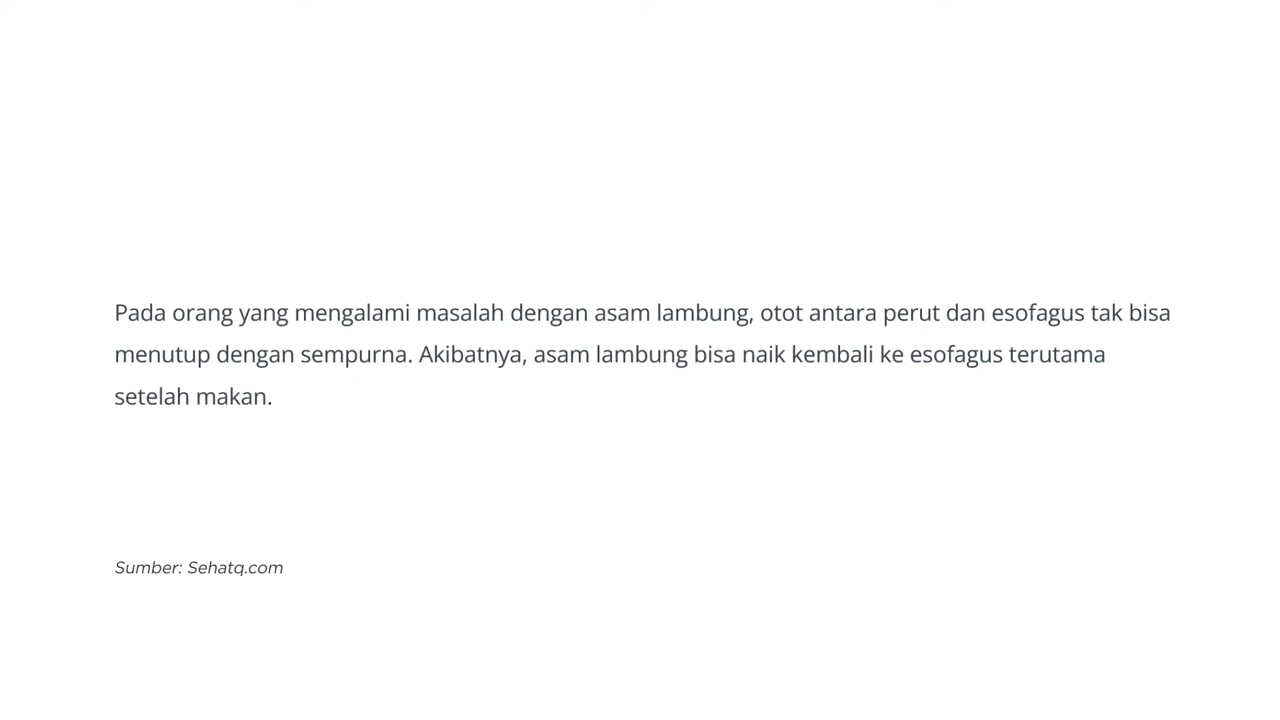 Pada orang yang mengalami masalah dengan asam lambung, otot antara perut dan esofagus tak bisa
menutup dengan sempurna. Akibatnya, asam lambung bisa naik kembali ke esofagus terutama
setelah makan.
Sumber: Sehatq.com